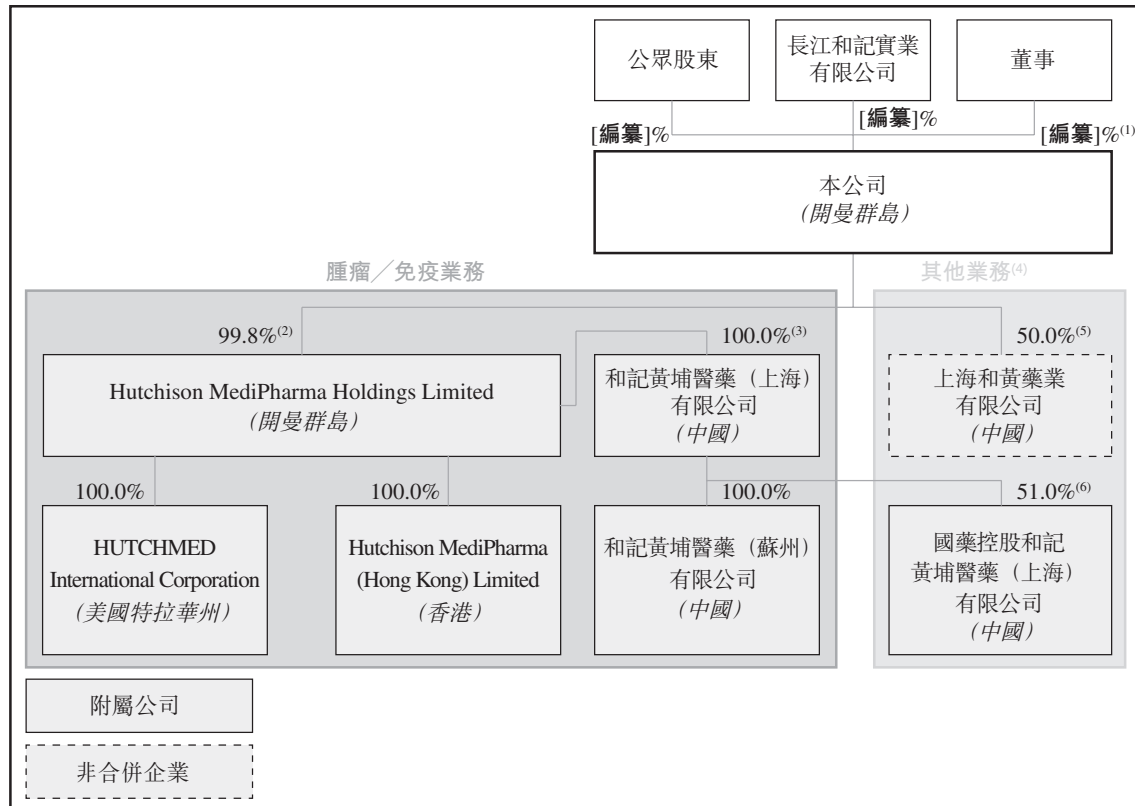 公眾股東
長江和記實業
有限公司
董事
[編纂]%
[編纂]%
[編纂]%(1)
本公司
(開曼群島)
腫瘤／免疫業務
其他業務(4)
99.8%(2)
100.0%(3)
50.0%(5)
Hutchison MediPharma Holdings Limited
(開曼群島)
和記黃埔醫藥（上海）
有限公司
(中國)
上海和黃藥業
有限公司
(中國)
100.0%
100.0%
100.0%
51.0%(6)
HUTCHMED
International Corporation
(美國特拉華州)
Hutchison MediPharma
(Hong Kong) Limited
(香港)
和記黃埔醫藥（蘇州）
有限公司
(中國)
國藥控股和記
黃埔醫藥（上海）
有限公司
(中國)
附屬公司
非合併企業